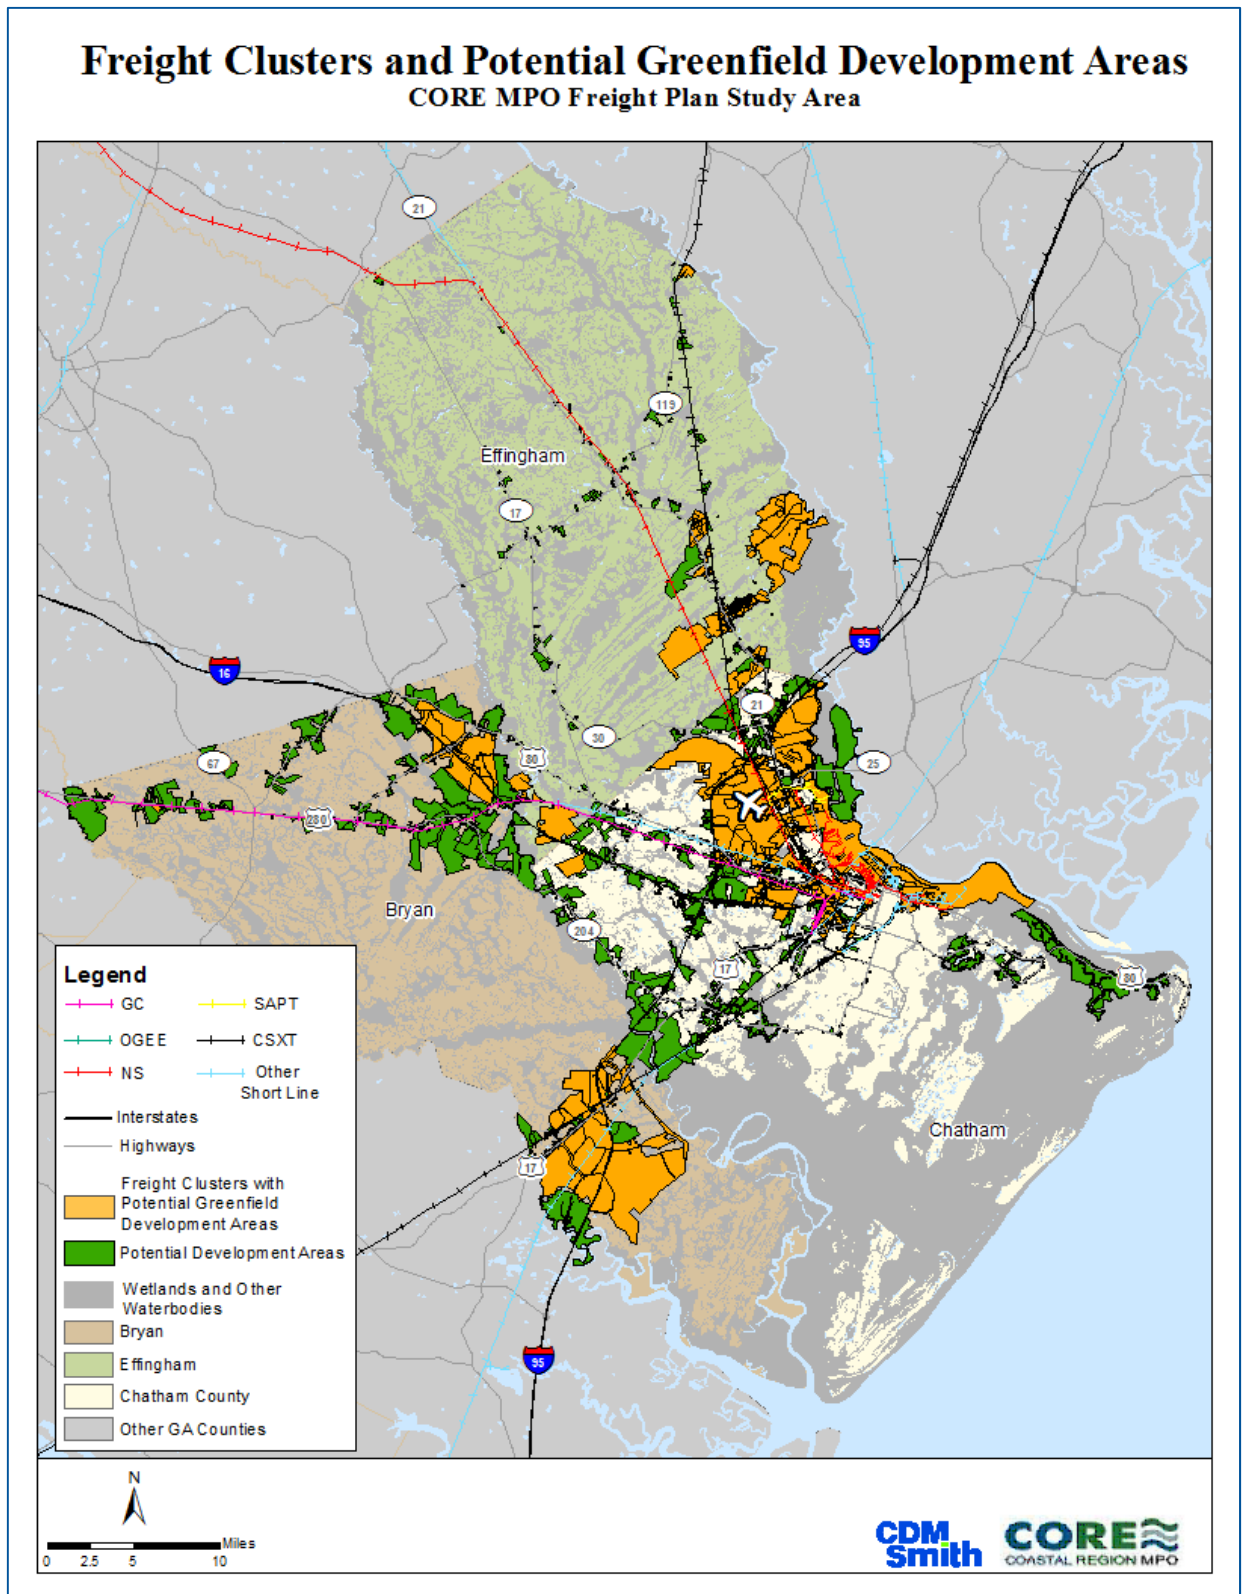 Freight Clusters and Potential Greenfield Development Areas
CORE MPO Freight Plan Study Area
21
119
Effingham
17
95
16
21
30
80
67
25
280
Bryan
204
17
80
Chatham
17
95
Legend
GC
SAPT
OGEE
CSXT
NS
Other
Short Line
Interstates
Highways
Freight Clusters with
Potential Greenfield
Development Areas
Potential Development Areas
Wetlands and Other
Waterbodies
Bryan
Effingham
Chatham County
Other GA Counties
N
Miles
0 2.5 5 10
CDM
Smith
CORE
COASTAL REGION MPO